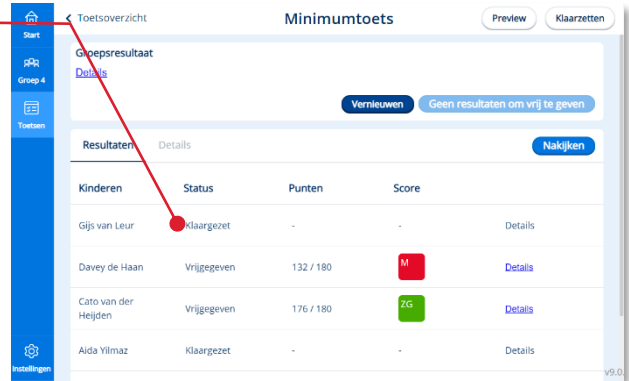 Start
Groep 4
Toetsen
Instellingen
Toetsoverzicht
Minimumtoets
Preview
Klaarzetten
Groepsresultaat
Details
Vernieuwen
Geen resultaten om vrij te geven
Resultaten
Details
Nakijken
Kinderen Status Punten Score
Gijs van Leur Klaargezet - - Details
Davey de Haan Vrijgegeven 132 / 180 M Details
Cato van der
Heijden Vrijgegeven 176 / 180 ZG Details
Aida Yilmaz Klaargezet - - Details
v9.0.